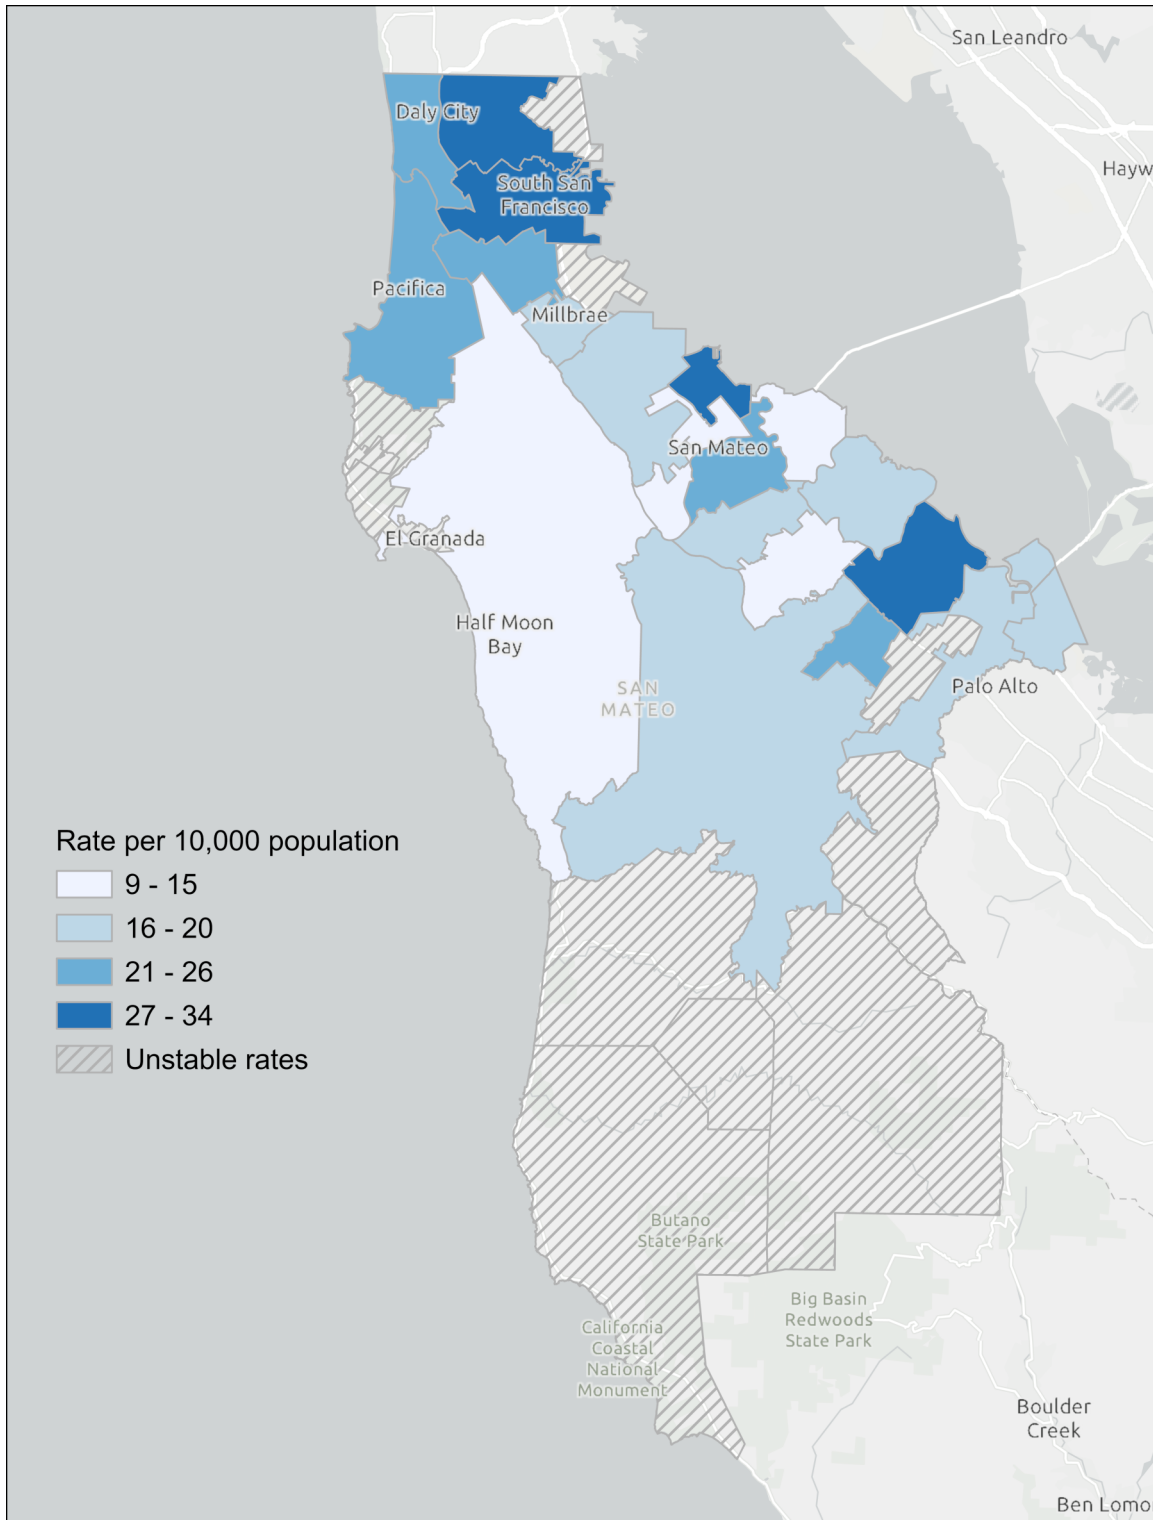 San Leandro
Daly City
Hayw
South San
Francisco
Pacifica
Millbrae
San Mateo
El Granada
Half Moon
Bay
SAN
MATEO
Palo Alto
Rate per 10,000 population
9 - 15
16 - 20
21 - 26
27 - 34
Unstable rates
Butano
State Park
Big Basin
Redwoods
State Park
California
Coastal
National
Monument
Boulder
Creek
Ben Lomo